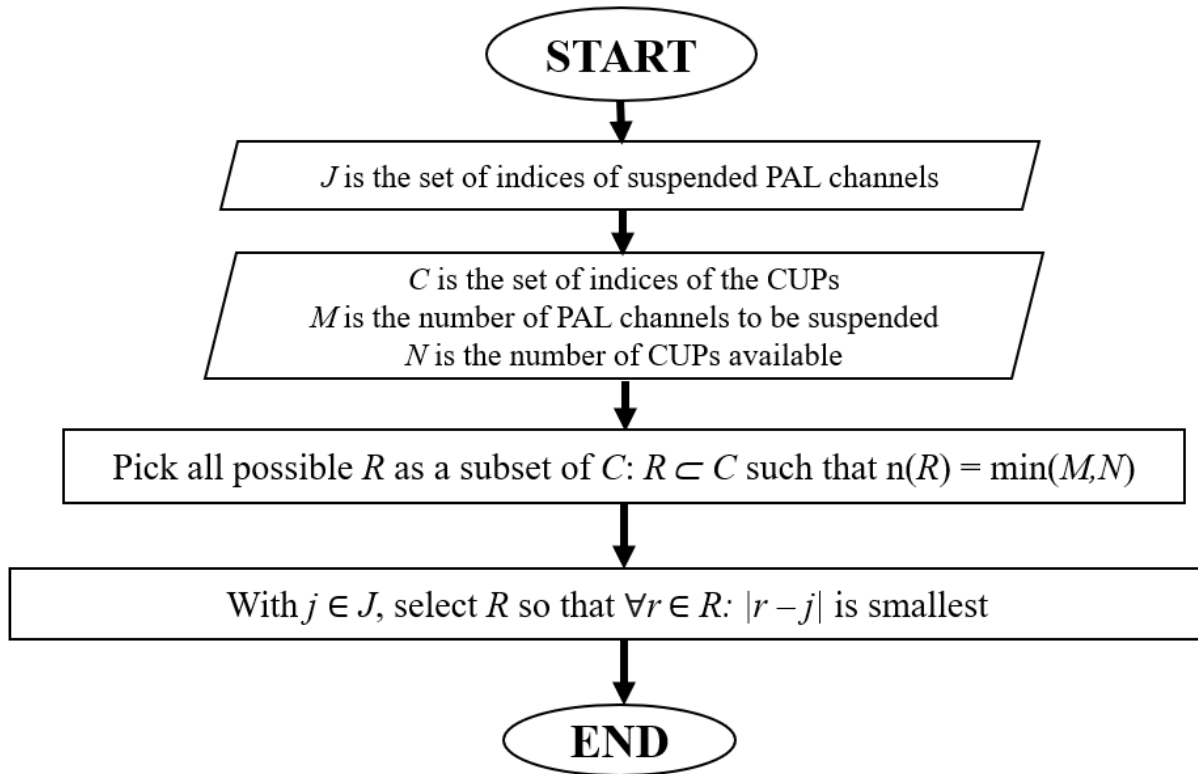 START
J is the set of indices of suspended PAL channels
C is the set of indices of the CUPs
M is the number of PAL channels to be suspended
N is the number of CUPs available
Pick all possible R as a subset of C: R ⊂ C such that n(R) = min(M,N)
With j ∈ J, select R so that ∀r ∈ R: |r – j| is smallest
END